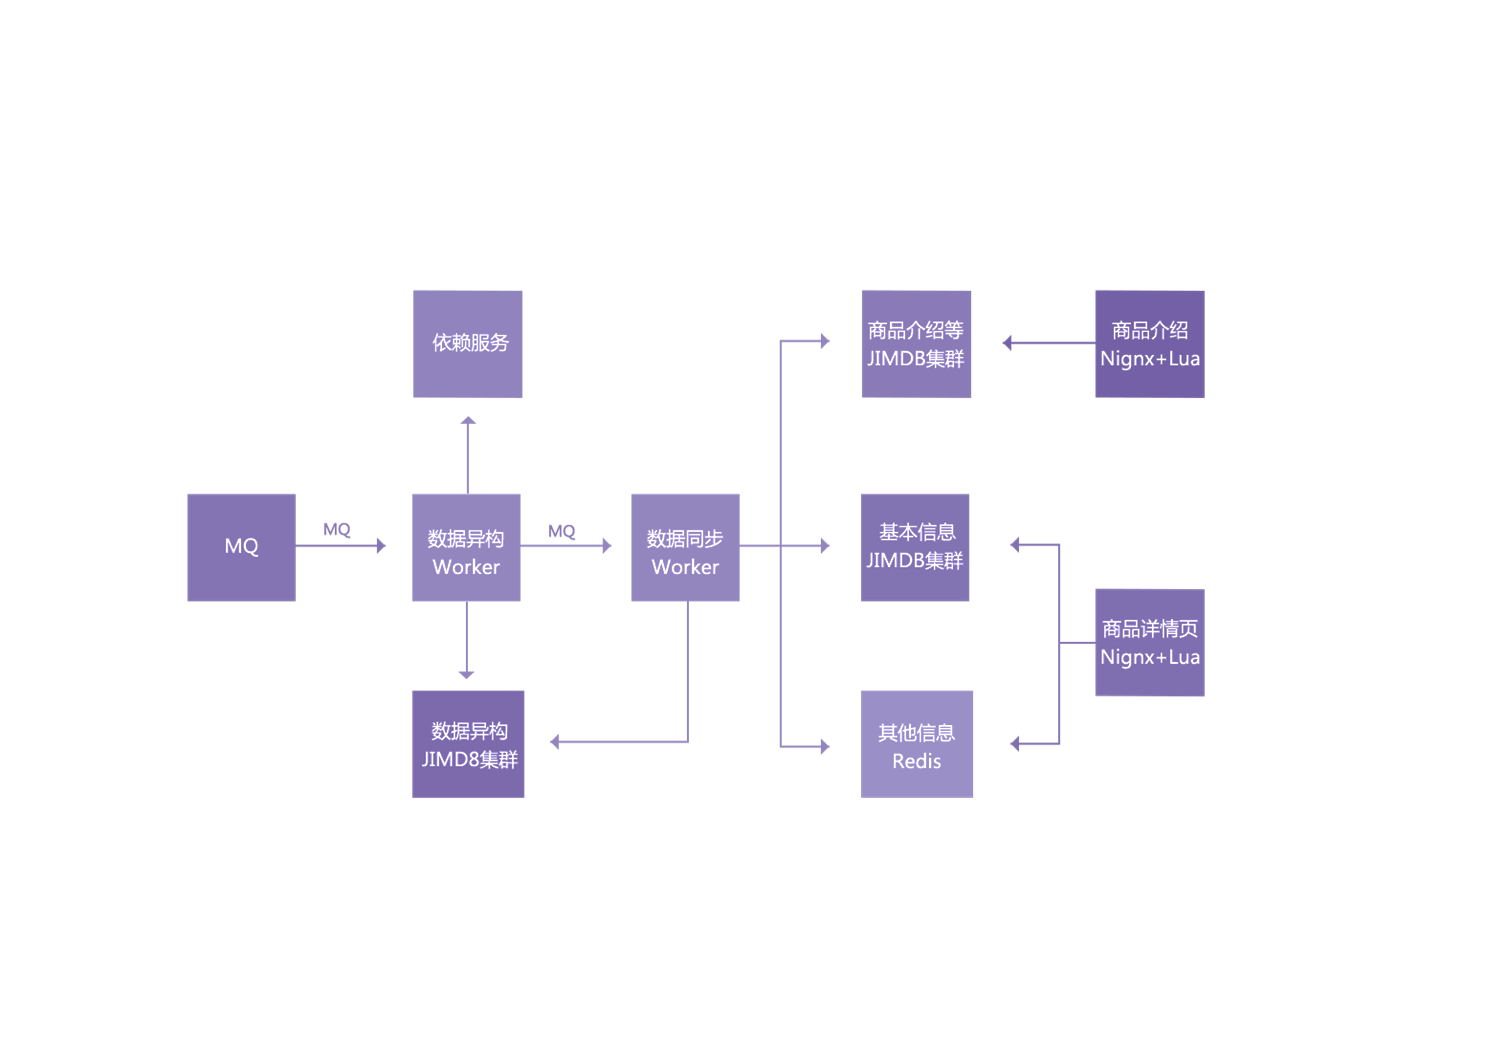 依赖服务
商品介绍等
JIMDB集群
商品介绍
Nignx+Lua
MQ
MQ
数据异构
Worker
MQ
数据同步
Worker
基本信息
JIMDB集群
商品详情页
Nignx+Lua
数据异构
JIMD8集群
其他信息
Redis